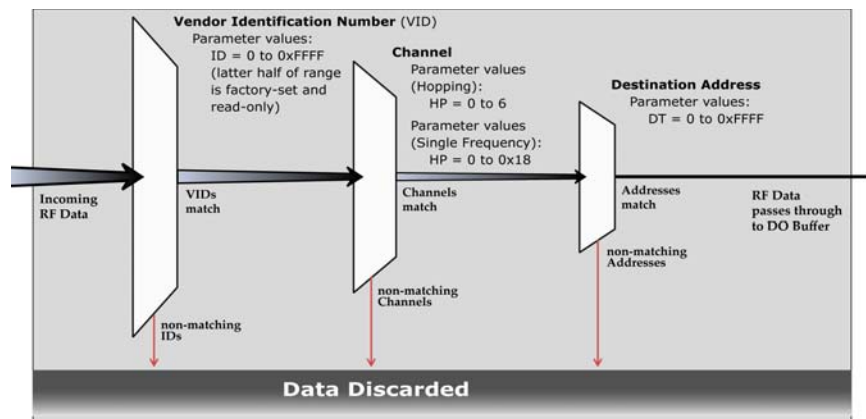 Vendor Identification Number (VID)
Parameter values:
ID = 0 to 0xFFFF
(latter half of range
is factory-set and
read-only)
Channel
Parameter values
(Hopping):
HP = 0 to 6
Parameter values
(Single Frequency):
HP = 0 to 0x18
Destination Address
Parameter values:
DT = 0 to 0xFFFF
Incoming
RF Data
VIDs
match
Channels
match
Addresses
match
RF Data
passes through
to DO Buffer
non-matching
IDs
non-matching
Channels
non-matching
Addresses
Data Discarded